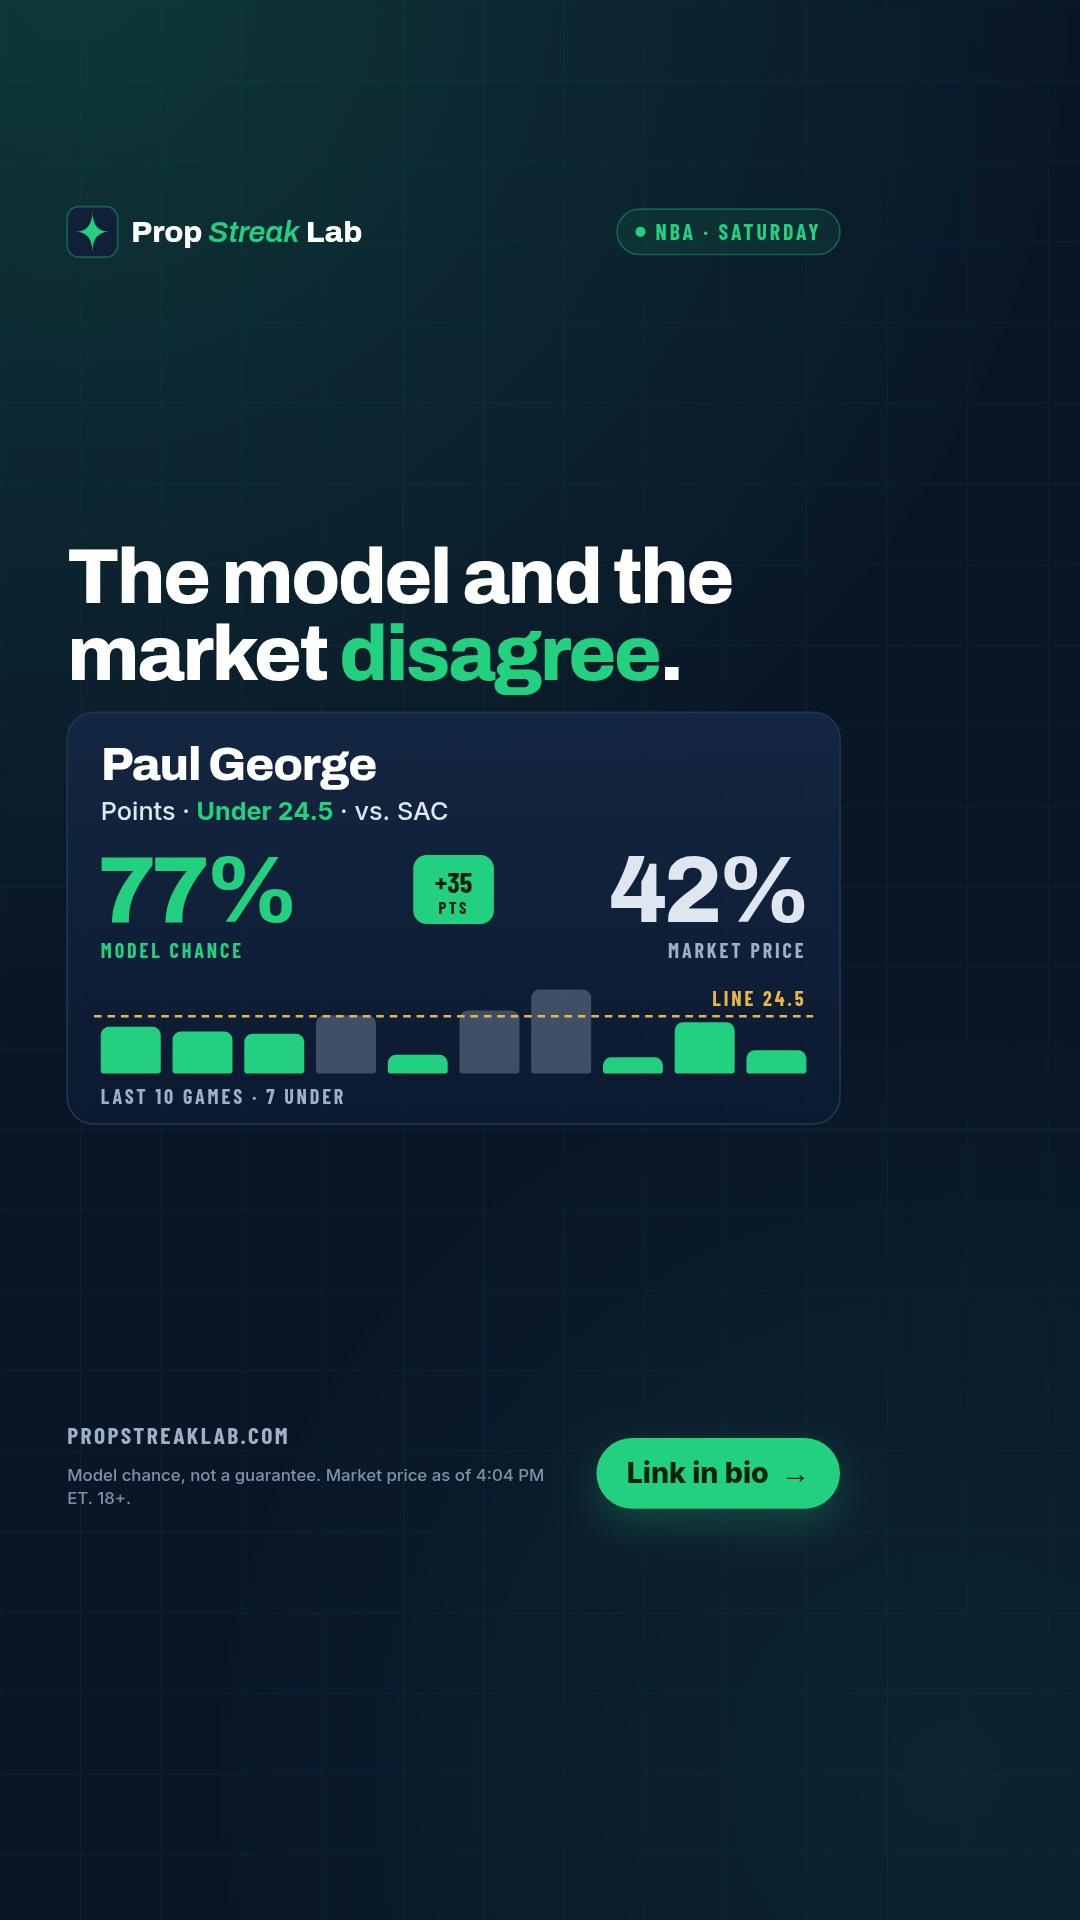 Prop Streak Lab
NBA · SATURDAY
The model and the
market disagree.
Paul George
Points · Under 24.5 · vs. SAC
77%
+35
PTS
42%
MODEL CHANCE
MARKET PRICE
LINE 24.5
LAST 10 GAMES · 7 UNDER
PROPSTREAKLAB.COM
Model chance, not a guarantee. Market price as of 4:04 PM
ET. 18+.
Link in bio →